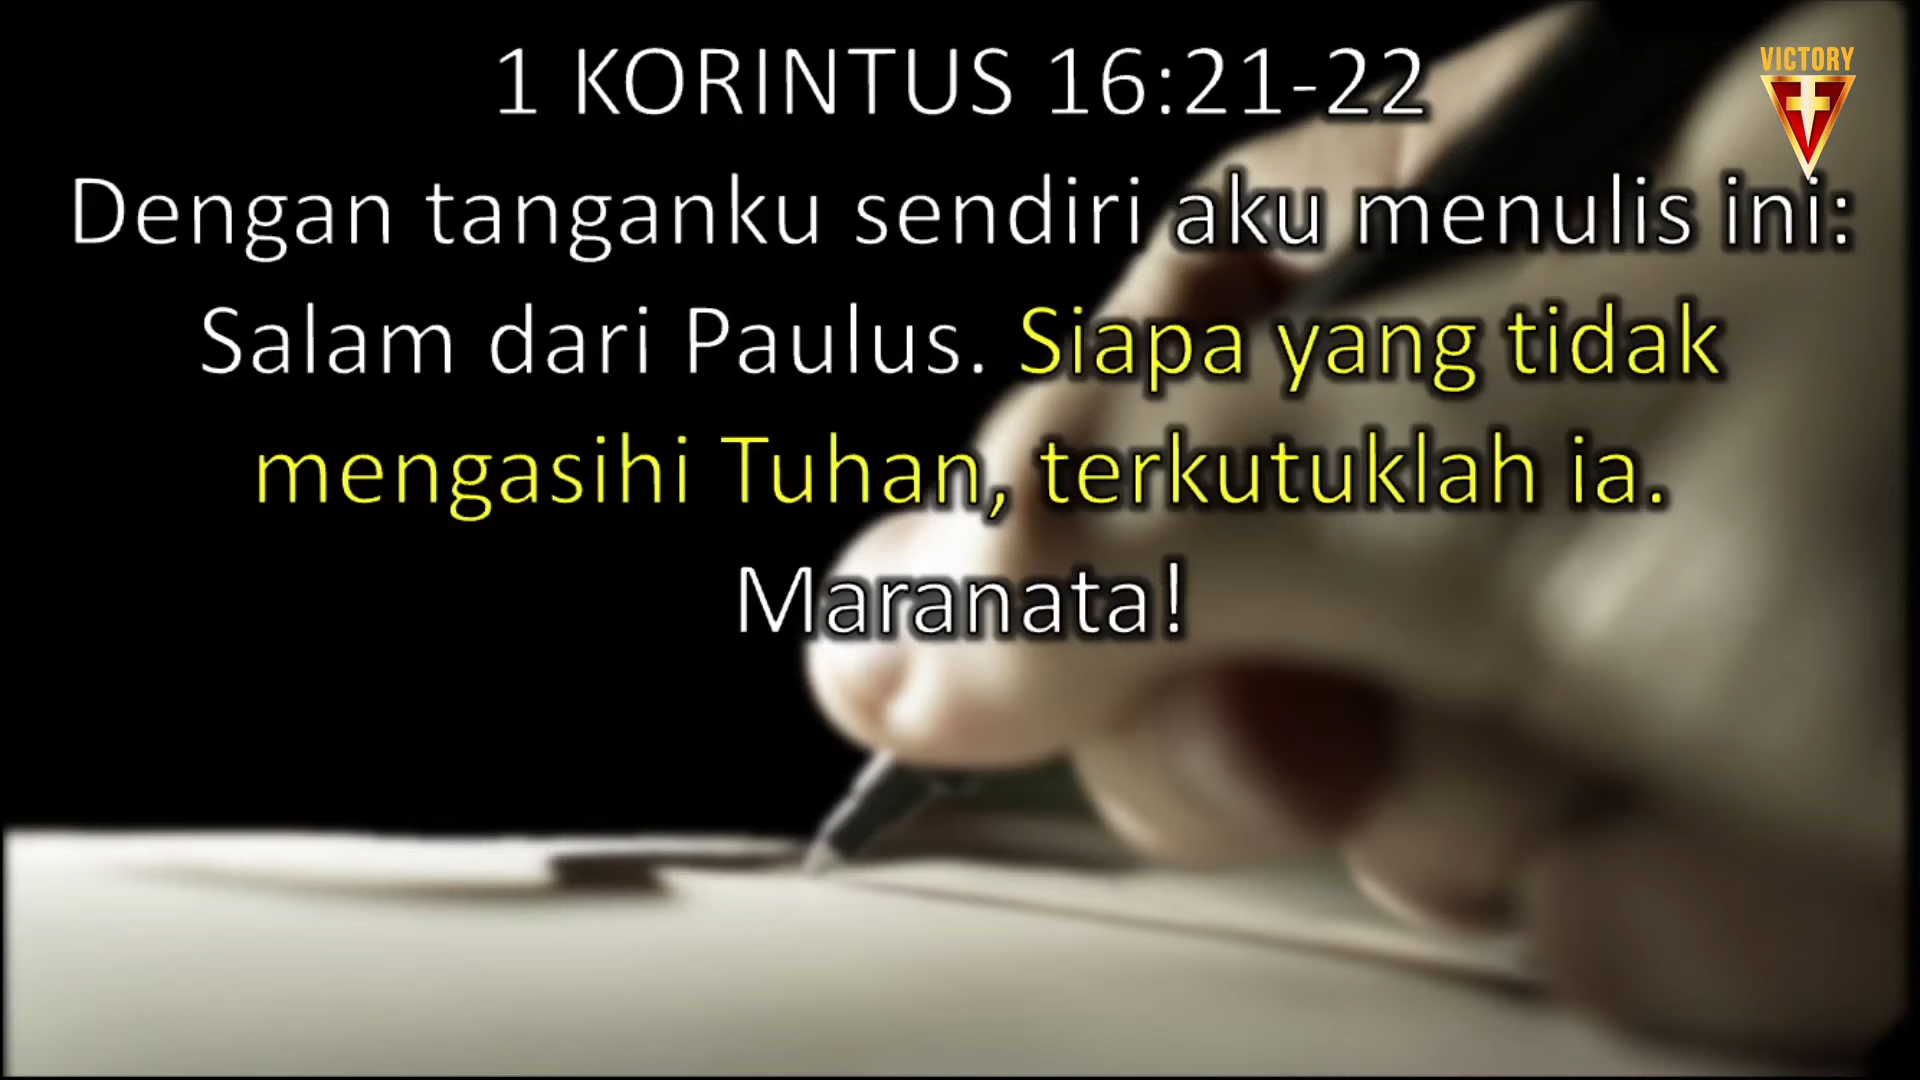 1 KORINTUS 16:21-22
VICTORY
Dengan tanganku sendiri aku menulis ini:
Salam dari Paulus. Siapa yang tidak
mengasihi Tuhan, terkutuklah ia.
Maranata!